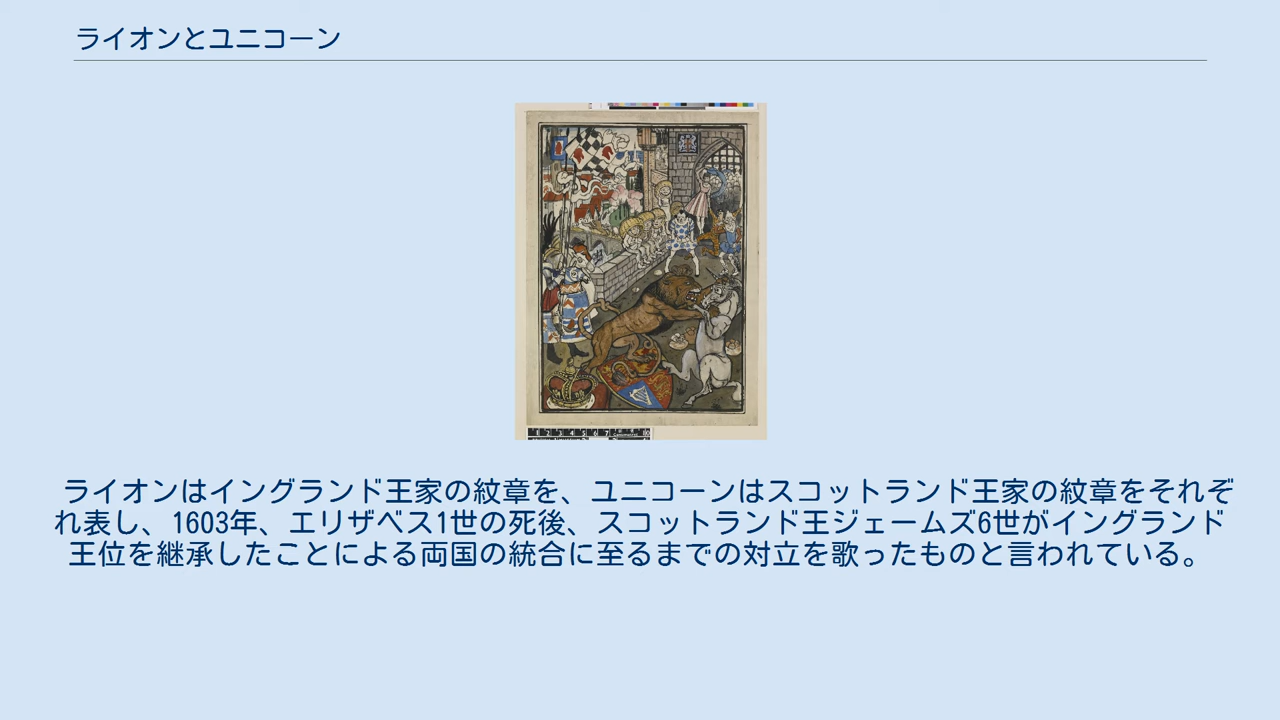 ライオンとユニコーン
ライオンはイングランド王家の紋章を、ユニコーンはスコットランド王家の紋章をそれぞ
れ表し、1603年、エリザベス1世の死後、スコットランド王ジェームズ6世がイングランド
王位を継承したことによる両国の統合に至るまでの対立を歌ったものと言われている。